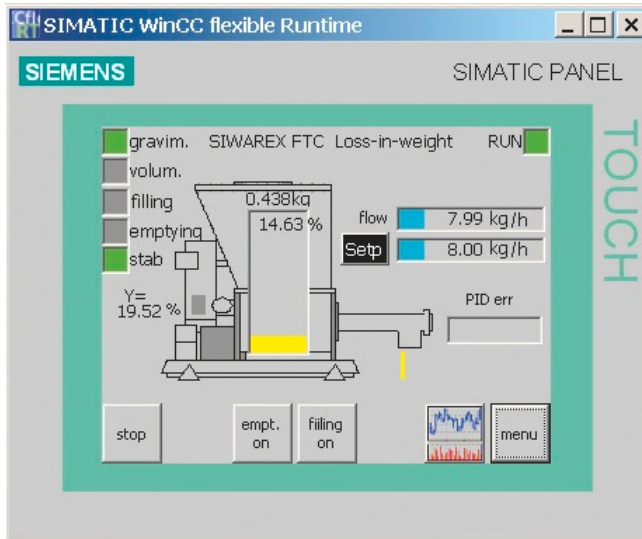 SIMATIC WinCC flexible Runtime
SIEMENS
SIMATIC PANEL
TOUCH
gravim. SIWAREX FTC Loss-in-weight RUN
volum.
filling
emptying
stab
0.438kg
14.63 %
flow 7.99 kg/h
Setp 8.00 kg/h
Y=
19.52 %
PID err
stop
empt.
on
fiiling
on
menu